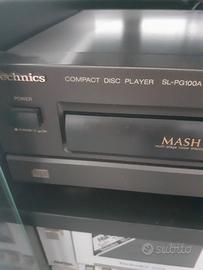 echnics
COMPACT DISC PLAYER SL-PG100A
POWER
MASH
subito